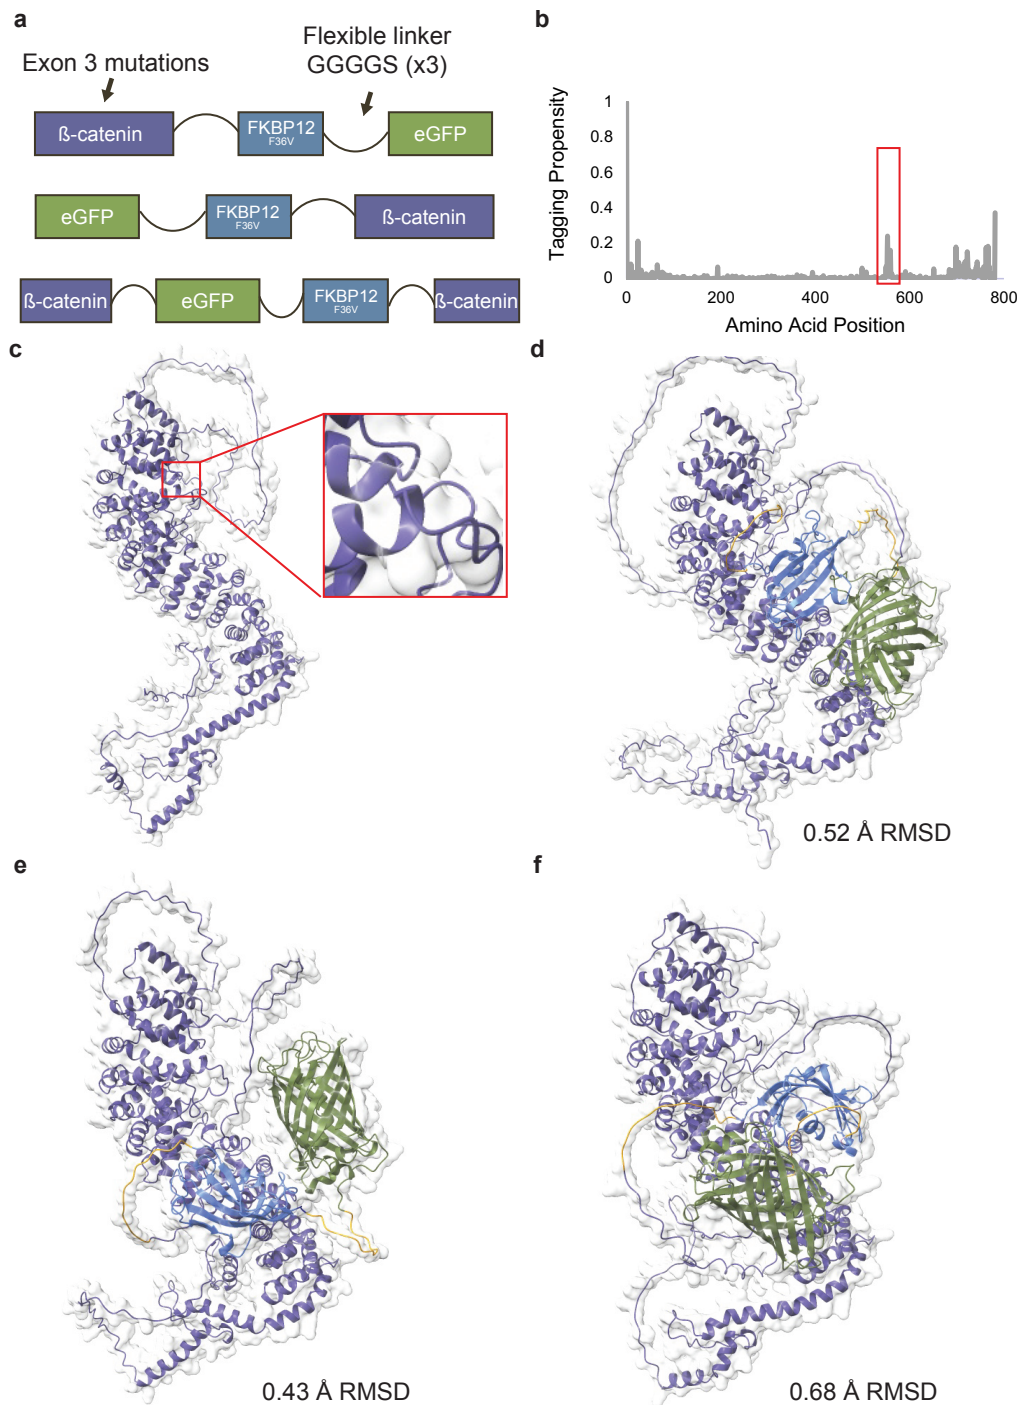 a
Exon 3 mutations
Flexible linker
GGGGS (x3)
ß-catenin
FKBP12
F36V
eGFP
eGFP
FKBP12
F36V
ß-catenin
ß-catenin
eGFP
FKBP12
F36V
ß-catenin
b
Tagging Propensity
1
0.8
0.6
0.4
0.2
0
0
200
400
600
800
Amino Acid Position
c
d
0.52 Å RMSD
e
0.43 Å RMSD
f
0.68 Å RMSD